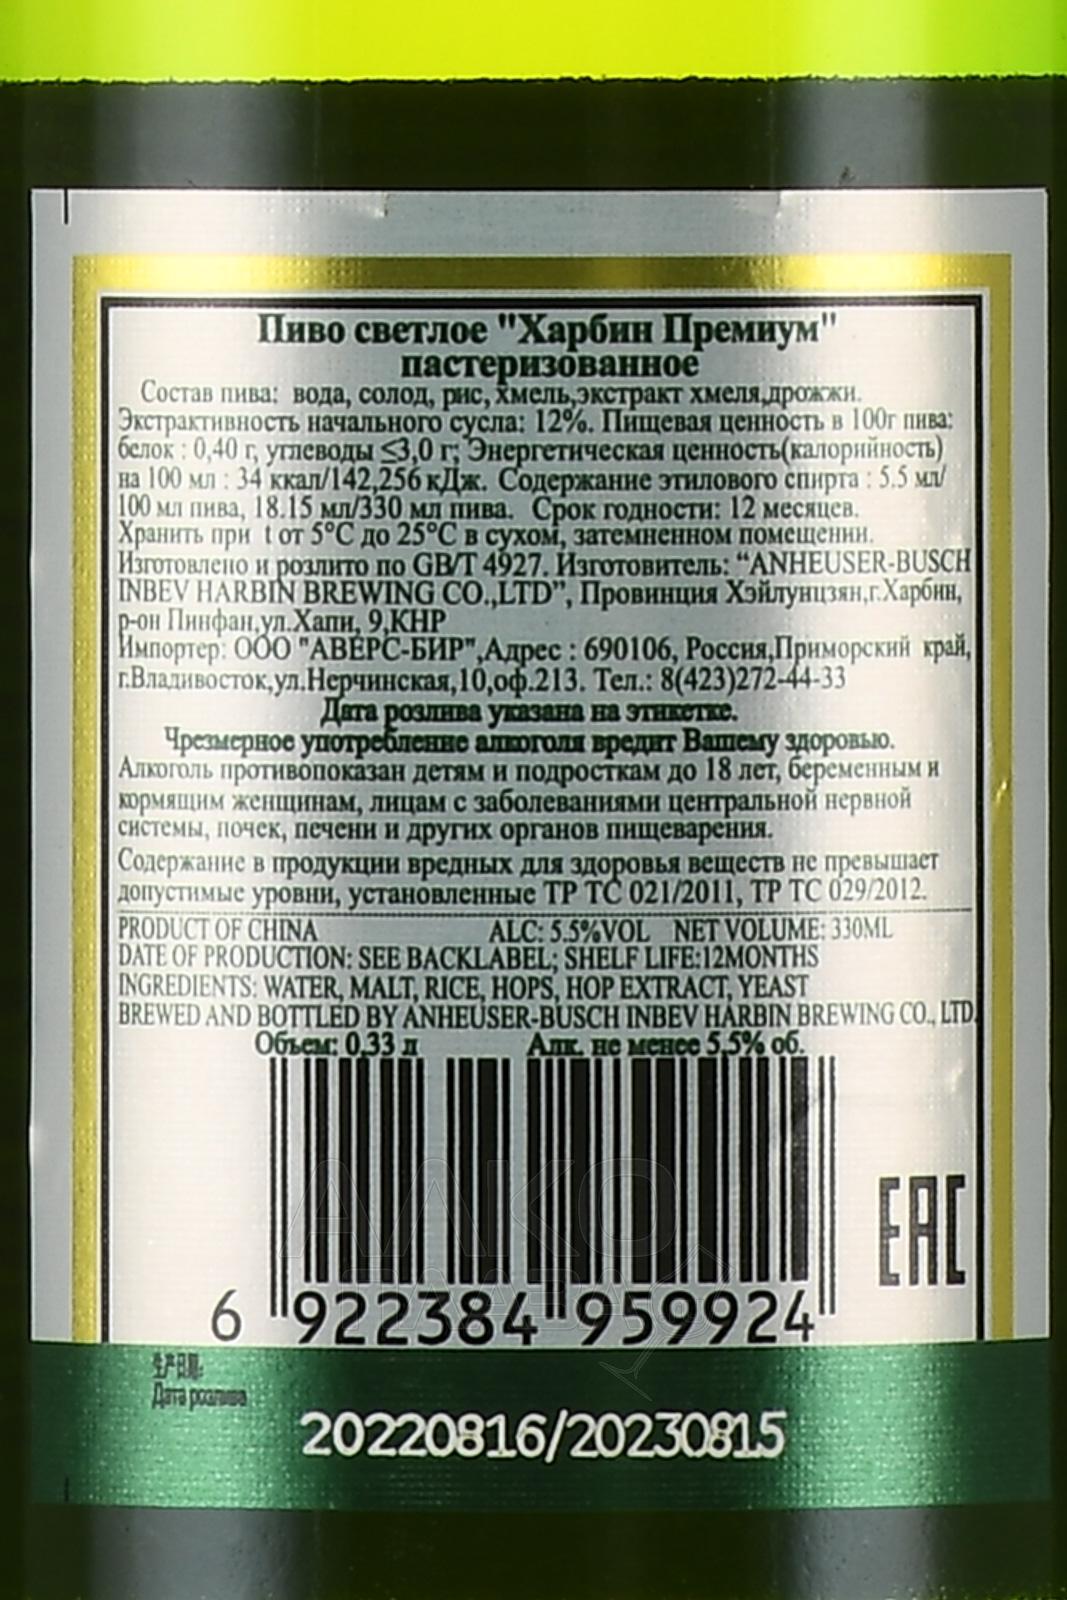 Пиво светлое "Харбин Премиум"
пастеризованное
Состав пива: вода, солод, рис, хмель,экстракт хмеля,дрожжи.
Экстрактивность начального сусла: 12%. Пищевая ценность в 100г пива:
белок : 0,40 г, углеводы ≤3,0 г; Энергетическая ценность(калорийность)
на 100 мл : 34 ккал/142,256 кДж. Содержание этилового спирта : 5.5 мл/
100 мл пива, 18.15 мл/330 мл пива. Срок годности: 12 месяцев.
Хранить при t от 5°C до 25°C в сухом, затемненном помещении.
Изготовлено и розлито по GB/T 4927. Изготовитель: “ANHEUSER-BUSCH
INBEV HARBIN BREWING CO.,LTD”, Провинция Хэйлунцзян,г.Харбин,
р-он Пинфан,ул.Хапи, 9,КНР
Импортер: ООО "АВЕРС-БИР",Адрес : 690106, Россия,Приморский край,
г.Владивосток,ул.Нерчинская,10,оф.213. Тел.: 8(423)272-44-33
Дата розлива указана на этикетке.
Чрезмерное употребление алкоголя вредит Вашему здоровью.
Алкоголь противопоказан детям и подросткам до 18 лет, беременным и
кормящим женщинам, лицам с заболеваниями центральной нервной
системы, почек, печени и других органов пищеварения.
Содержание в продукции вредных для здоровья веществ не превышает
допустимые уровни, установленные ТР ТС 021/2011, ТР ТС 029/2012.
PRODUCT OF CHINA ALC: 5.5%VOL NET VOLUME: 330ML
DATE OF PRODUCTION: SEE BACKLABEL; SHELF LIFE:12MONTHS
INGREDIENTS: WATER, MALT, RICE, HOPS, HOP EXTRACT, YEAST
BREWED AND BOTTLED BY ANHEUSER-BUSCH INBEV HARBIN BREWING CO., LTD.
Объем: 0,33 л Алк. не менее 5,5% об.
EAC
6 922384 959924
生产日期:
Дата розлива
20220816/20230815